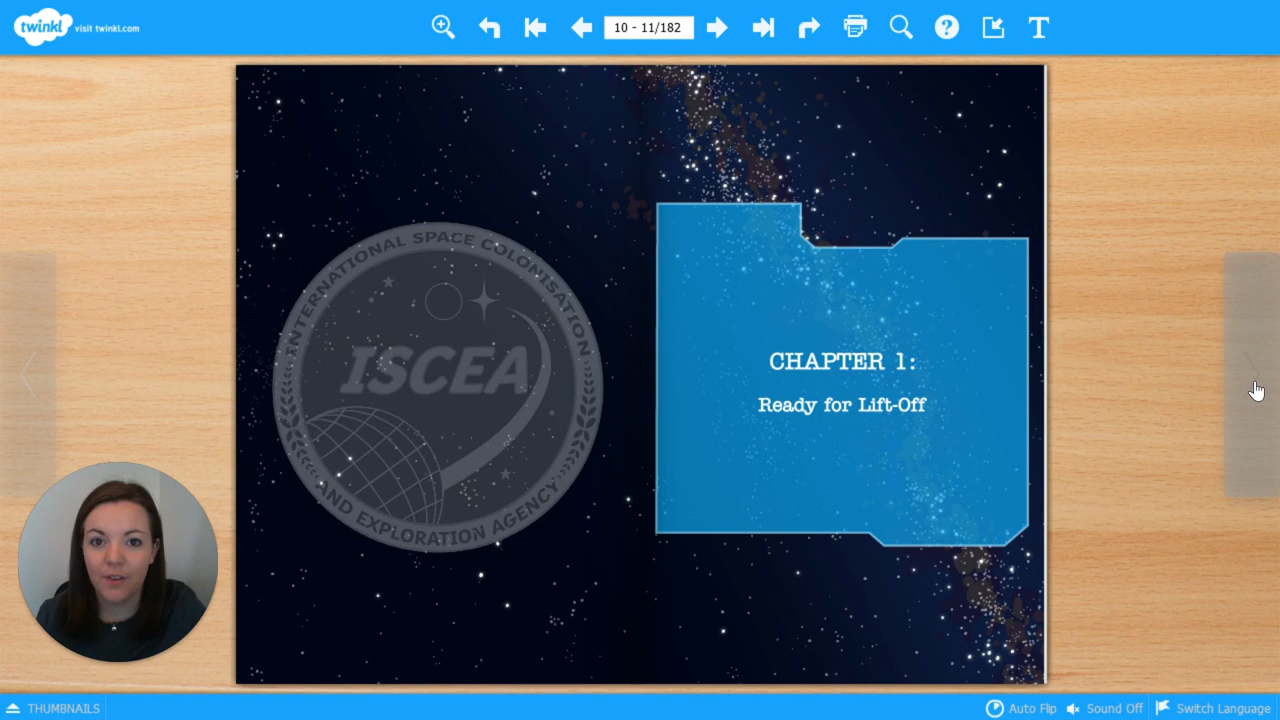 twinkl visit twinkl.com
10 - 11/182
?
T
INTERNATIONAL SPACE COLONISATION
ISCEA
AND EXPLORATION AGENCY
CHAPTER 1:
Ready for Lift-Off
THUMBNAILS
Auto Flip
Sound Off
Switch Language